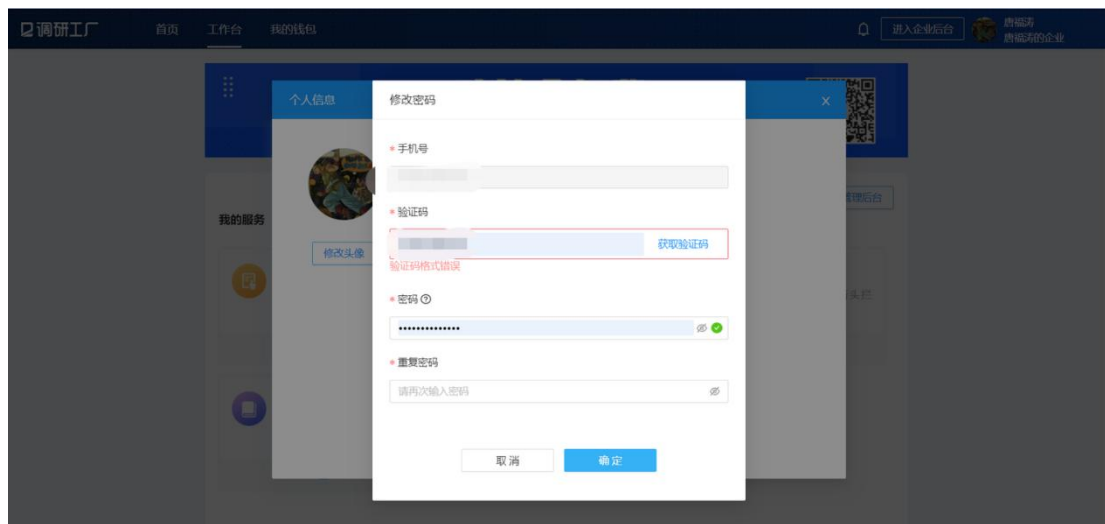 调研工厂
首页
工作台
我的钱包
进入企业后台
唐福涛
唐福涛的企业
个人信息
修改密码
* 手机号
我的服务
修改头像
* 验证码
获取验证码
验证码格式错误
管理后台
* 密码
••••••••••••••
* 重复密码
请再次输入密码
取消
确定